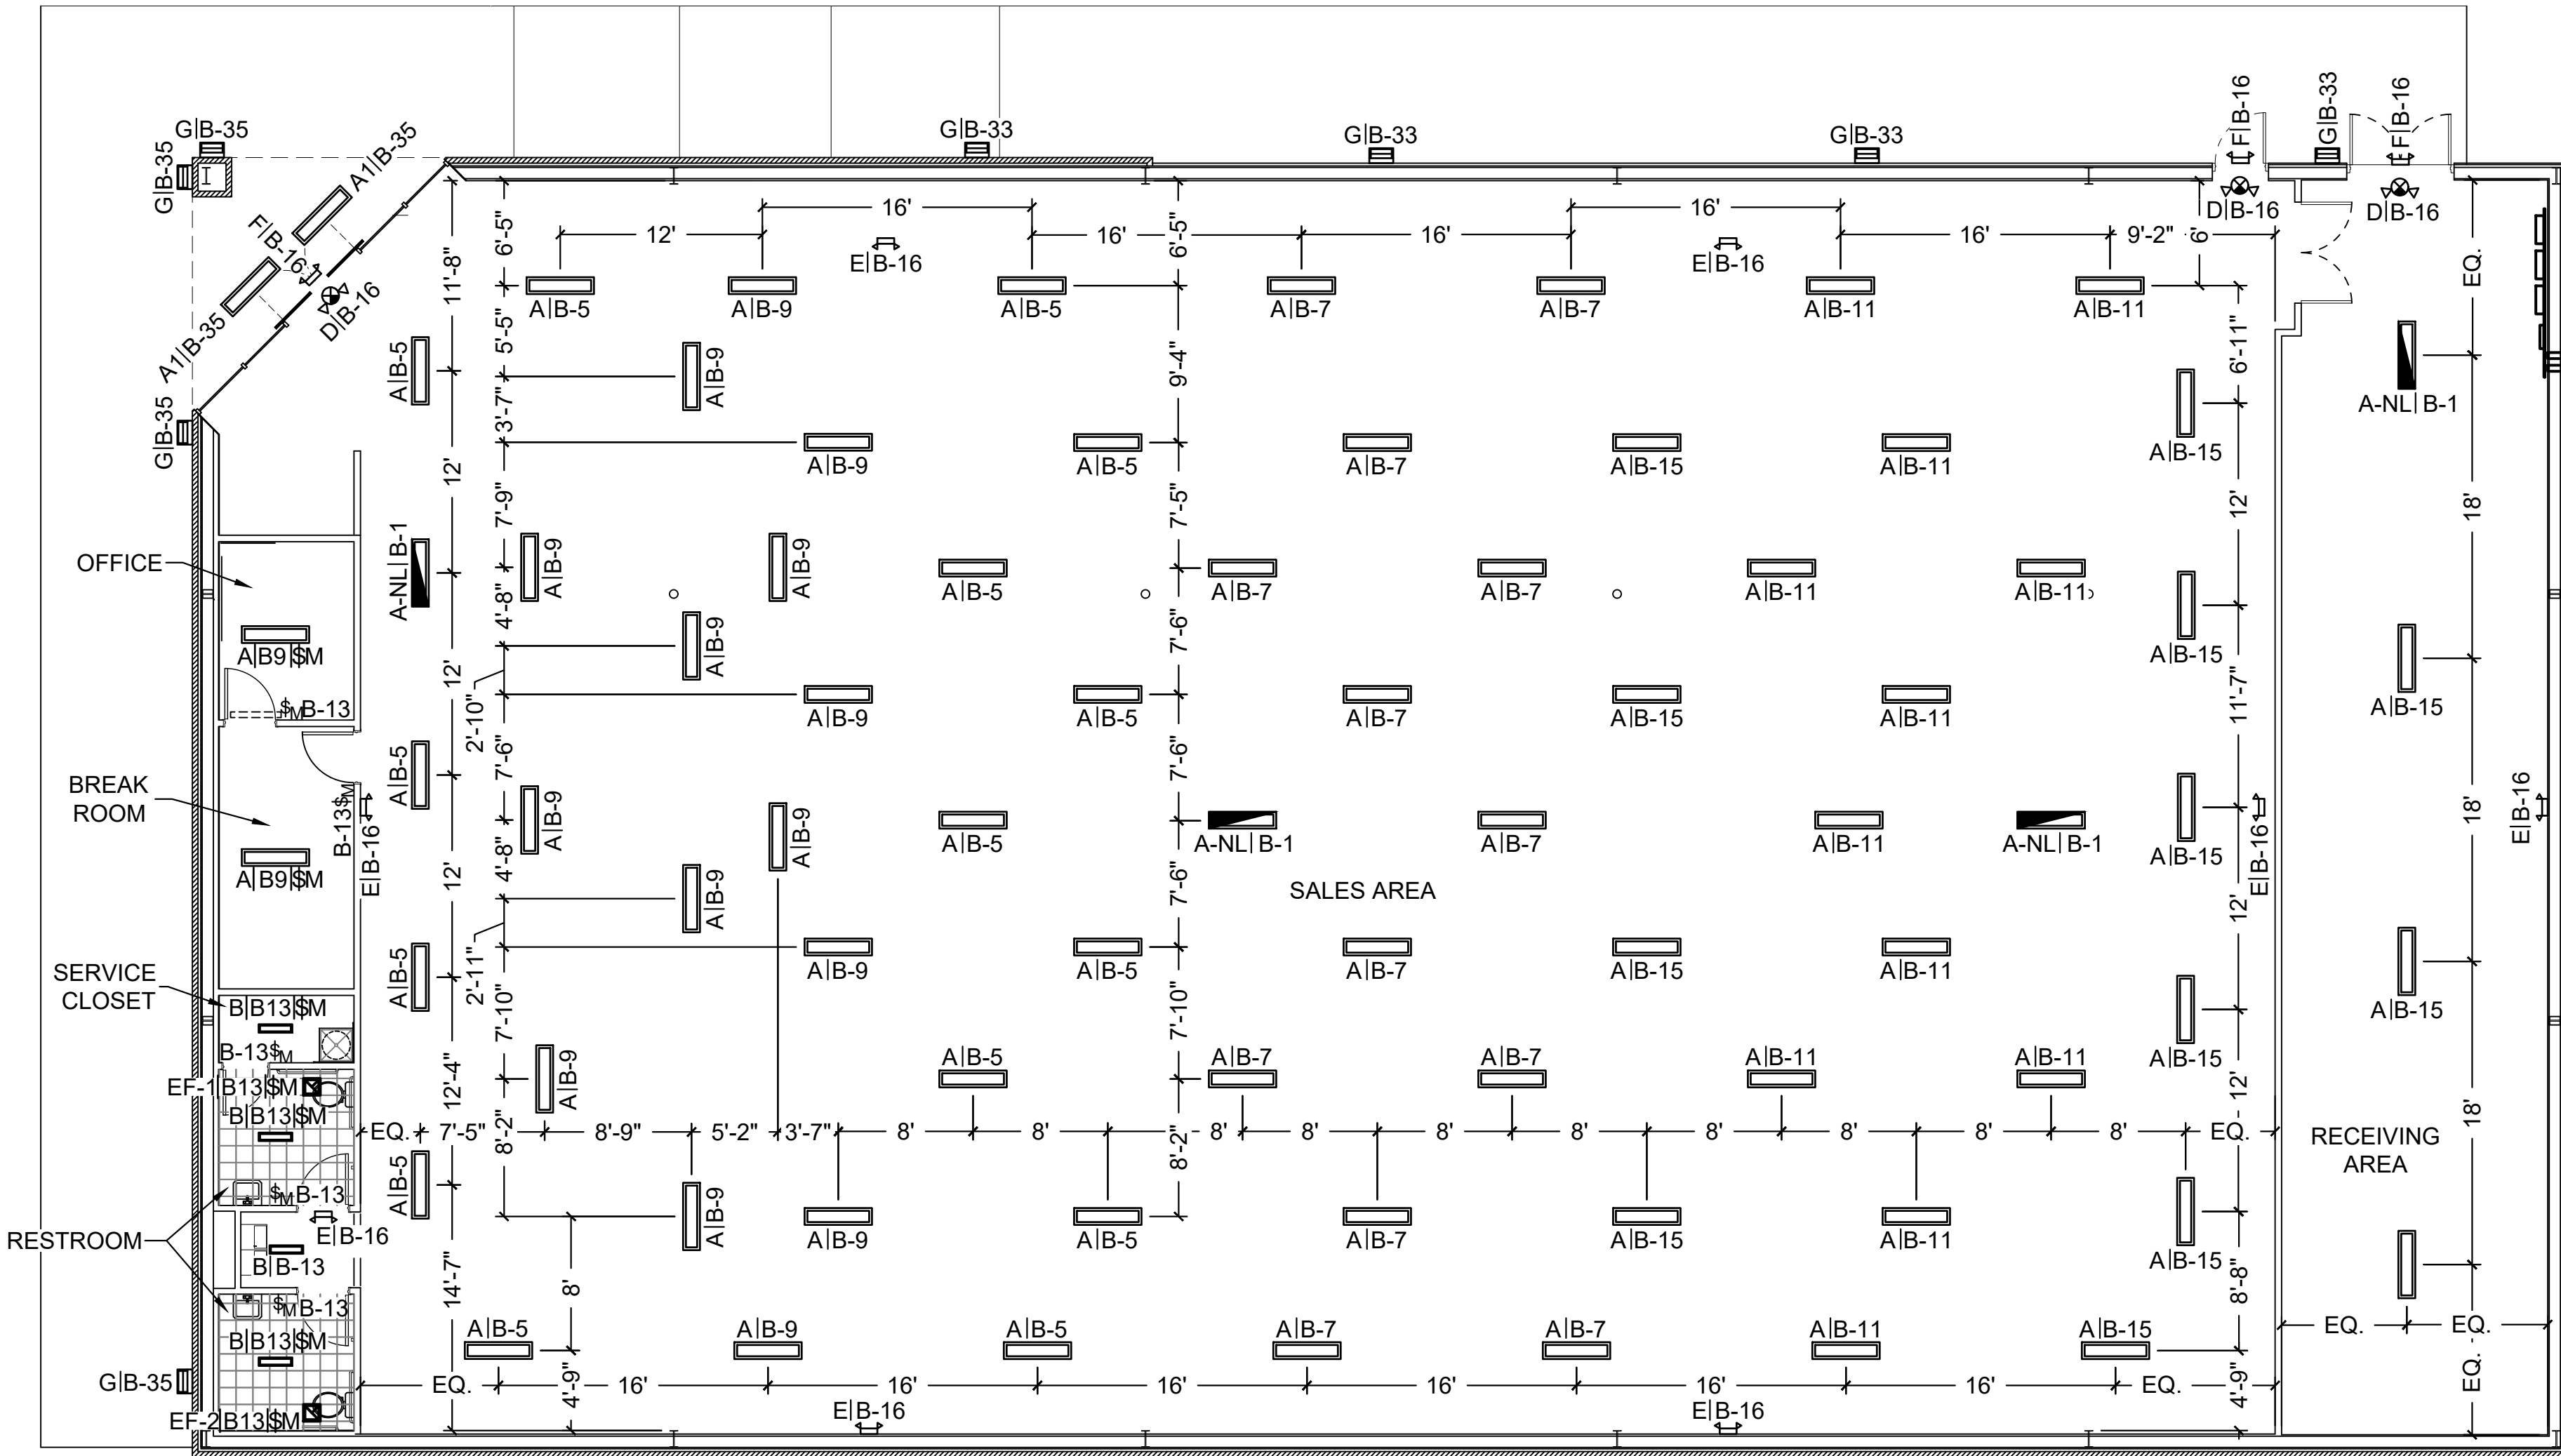 G|B-35
G|B-35
A1|B-35
F|B-16
A1|B-35
D|B-16
G|B-35
G|B-33
G|B-33
G|B-33
F|B-16
G|B-33
F|B-16
D|B-16
D|B-16
16'
16'
12'
16'
16'
16'
9'-2"
6'
E|B-16
E|B-16
11'-8"
6'-5"
6'-5"
EQ.
A|B-5
A|B-9
A|B-5
A|B-7
A|B-7
A|B-11
A|B-11
5'-5"
9'-4"
6'-11"
A|B-5
A|B-9
A-NL|B-1
3'-7"
12'
A|B-9
A|B-5
A|B-7
A|B-15
A|B-11
A|B-15
7'-9"
7'-5"
12'
18'
OFFICE
A-NL|B-1
A|B-9
A|B-9
A|B-5
A|B-7
A|B-7
A|B-11
A|B-11
4'-8"
7'-6"
A|B9|$M
A|B-9
A|B-15
12'
2'-10"
$M B-13
A|B-9
A|B-5
A|B-7
A|B-15
A|B-11
11'-7"
A|B-15
BREAK
ROOM
A|B-5
7'-6"
7'-6"
B-13$M
E|B-16
A|B-9
A|B-9
A|B-5
A-NL|B-1
A|B-7
A|B-11
A-NL|B-1
A|B-15
E|B-16
18'
E|B-16
A|B9|$M
12'
4'-8"
7'-6"
A|B-9
SALES AREA
12'
SERVICE
CLOSET
A|B-5
2'-11"
A|B-9
A|B-5
A|B-7
A|B-15
A|B-11
A|B-15
B|B13|$M
B-13$M
7'-10"
7'-10"
A|B-15
EF-1|B13|$M
B|B13|$M
12'-4"
A|B-9
A|B-5
A|B-7
A|B-7
A|B-11
A|B-11
12'
18'
EQ.
7'-5"
8'-9"
5'-2"
3'-7"
8'
8'
8'
8'
8'
8'
8'
8'
8'
8'
EQ.
RECEIVING
AREA
8'-2"
8'-2"
A|B-5
$M B-13
RESTROOM
E|B-16
A|B-9
A|B-9
A|B-5
A|B-7
A|B-15
A|B-11
A|B-15
B|B-13
14'-7"
8'
8'-8"
$M B-13
B|B13|$M
A|B-5
A|B-9
A|B-5
A|B-7
A|B-7
A|B-11
A|B-15
EQ.
EQ.
G|B-35
EQ.
4'-9"
16'
16'
16'
16'
16'
16'
EQ.
4'-9"
EQ.
EF-2|B13|$M
E|B-16
E|B-16